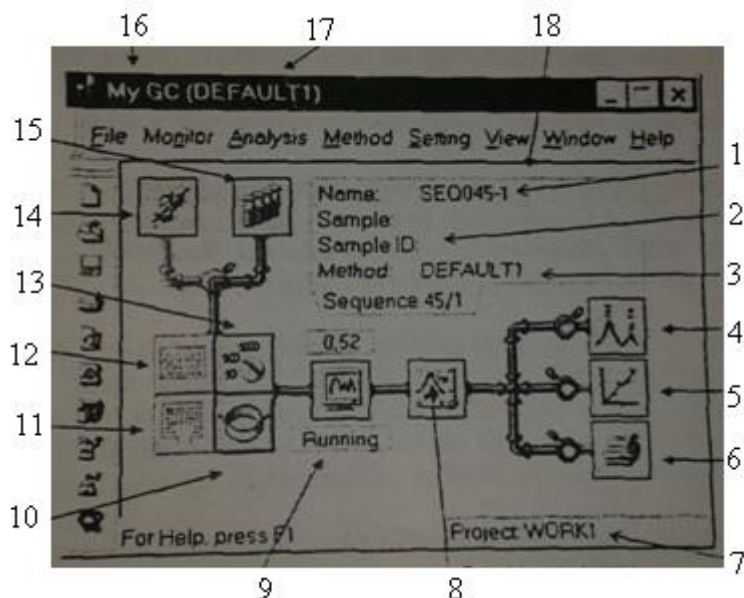 16 17 18
My GC (DEFAULT1)
File Monitor Analysis Method Setting View Window Help
15
14
13
12
11
10
Name: SEQ045-1
Sample:
Sample ID:
Method: DEFAULT1
Sequence 45/1
0,52
Running
1
2
3
4
5
6
7
For Help, press F1
Project: WORK1
9 8